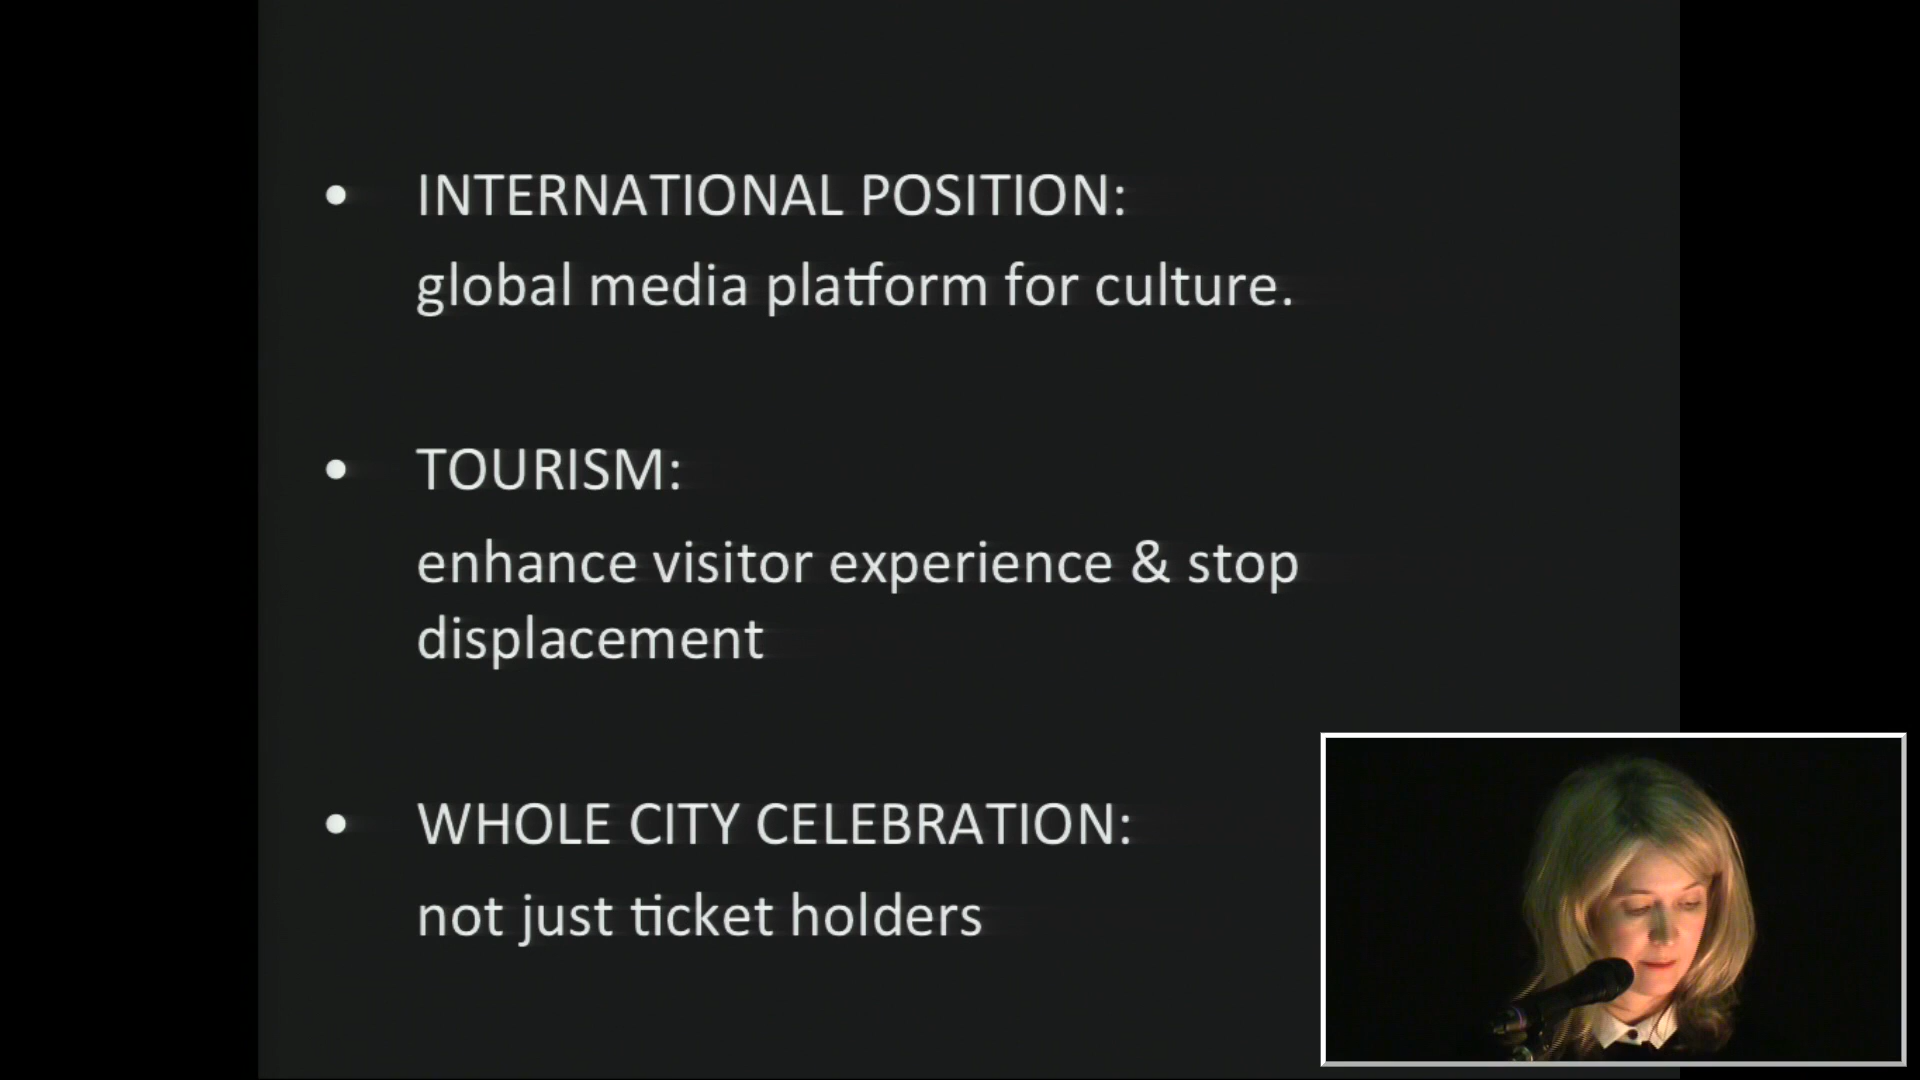 • INTERNATIONAL POSITION:
global media platform for culture.
• TOURISM:
enhance visitor experience & stop
displacement
• WHOLE CITY CELEBRATION:
not just ticket holders